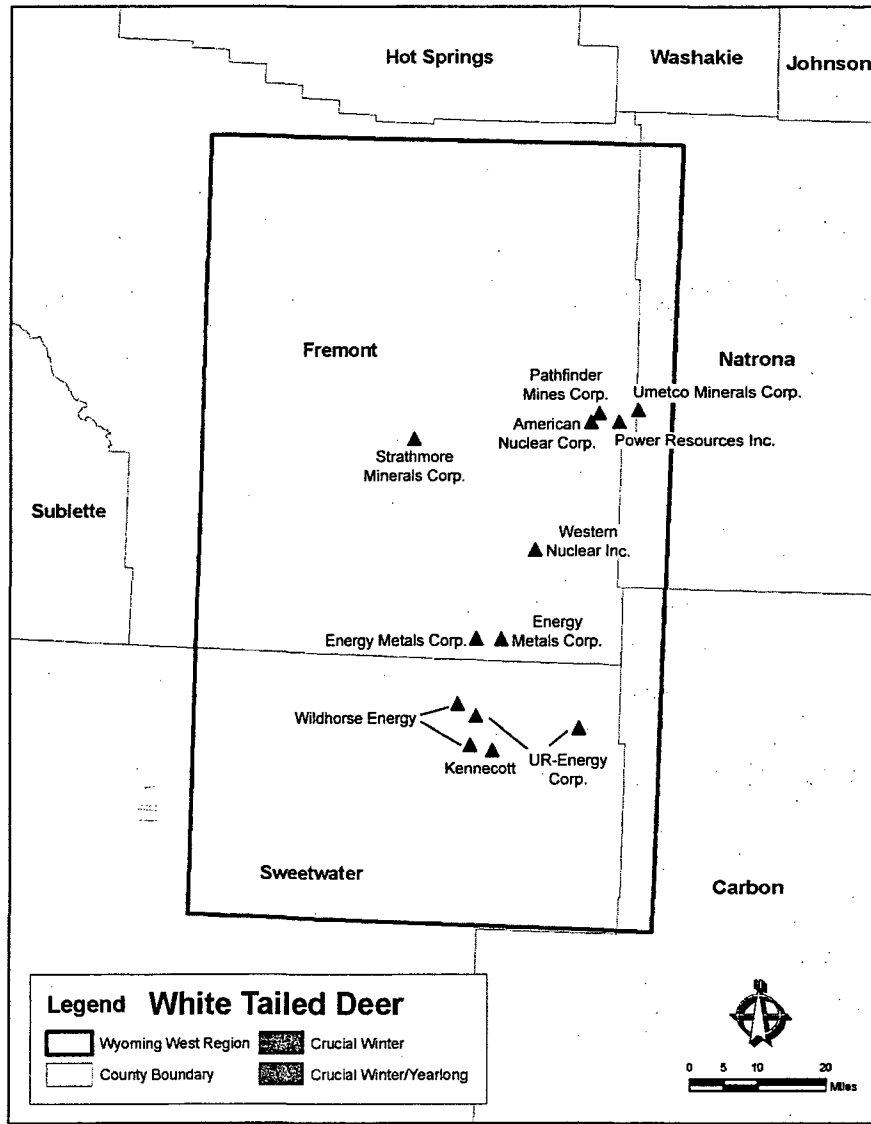 Hot Springs
Washakie
Johnson
Fremont
Natrona
Pathfinder
Mines Corp.
Umetco Minerals Corp.
American
Nuclear Corp.
Power Resources Inc.
Strathmore
Minerals Corp.
Sublette
Western
Nuclear Inc.
Energy Metals Corp.
Energy
Metals Corp.
Wildhorse Energy
Kennecott
UR-Energy
Corp.
Sweetwater
Carbon
Legend White Tailed Deer
Wyoming West Region
Crucial Winter
County Boundary
Crucial Winter/Yearlong
N
0 5 10 20
Miles